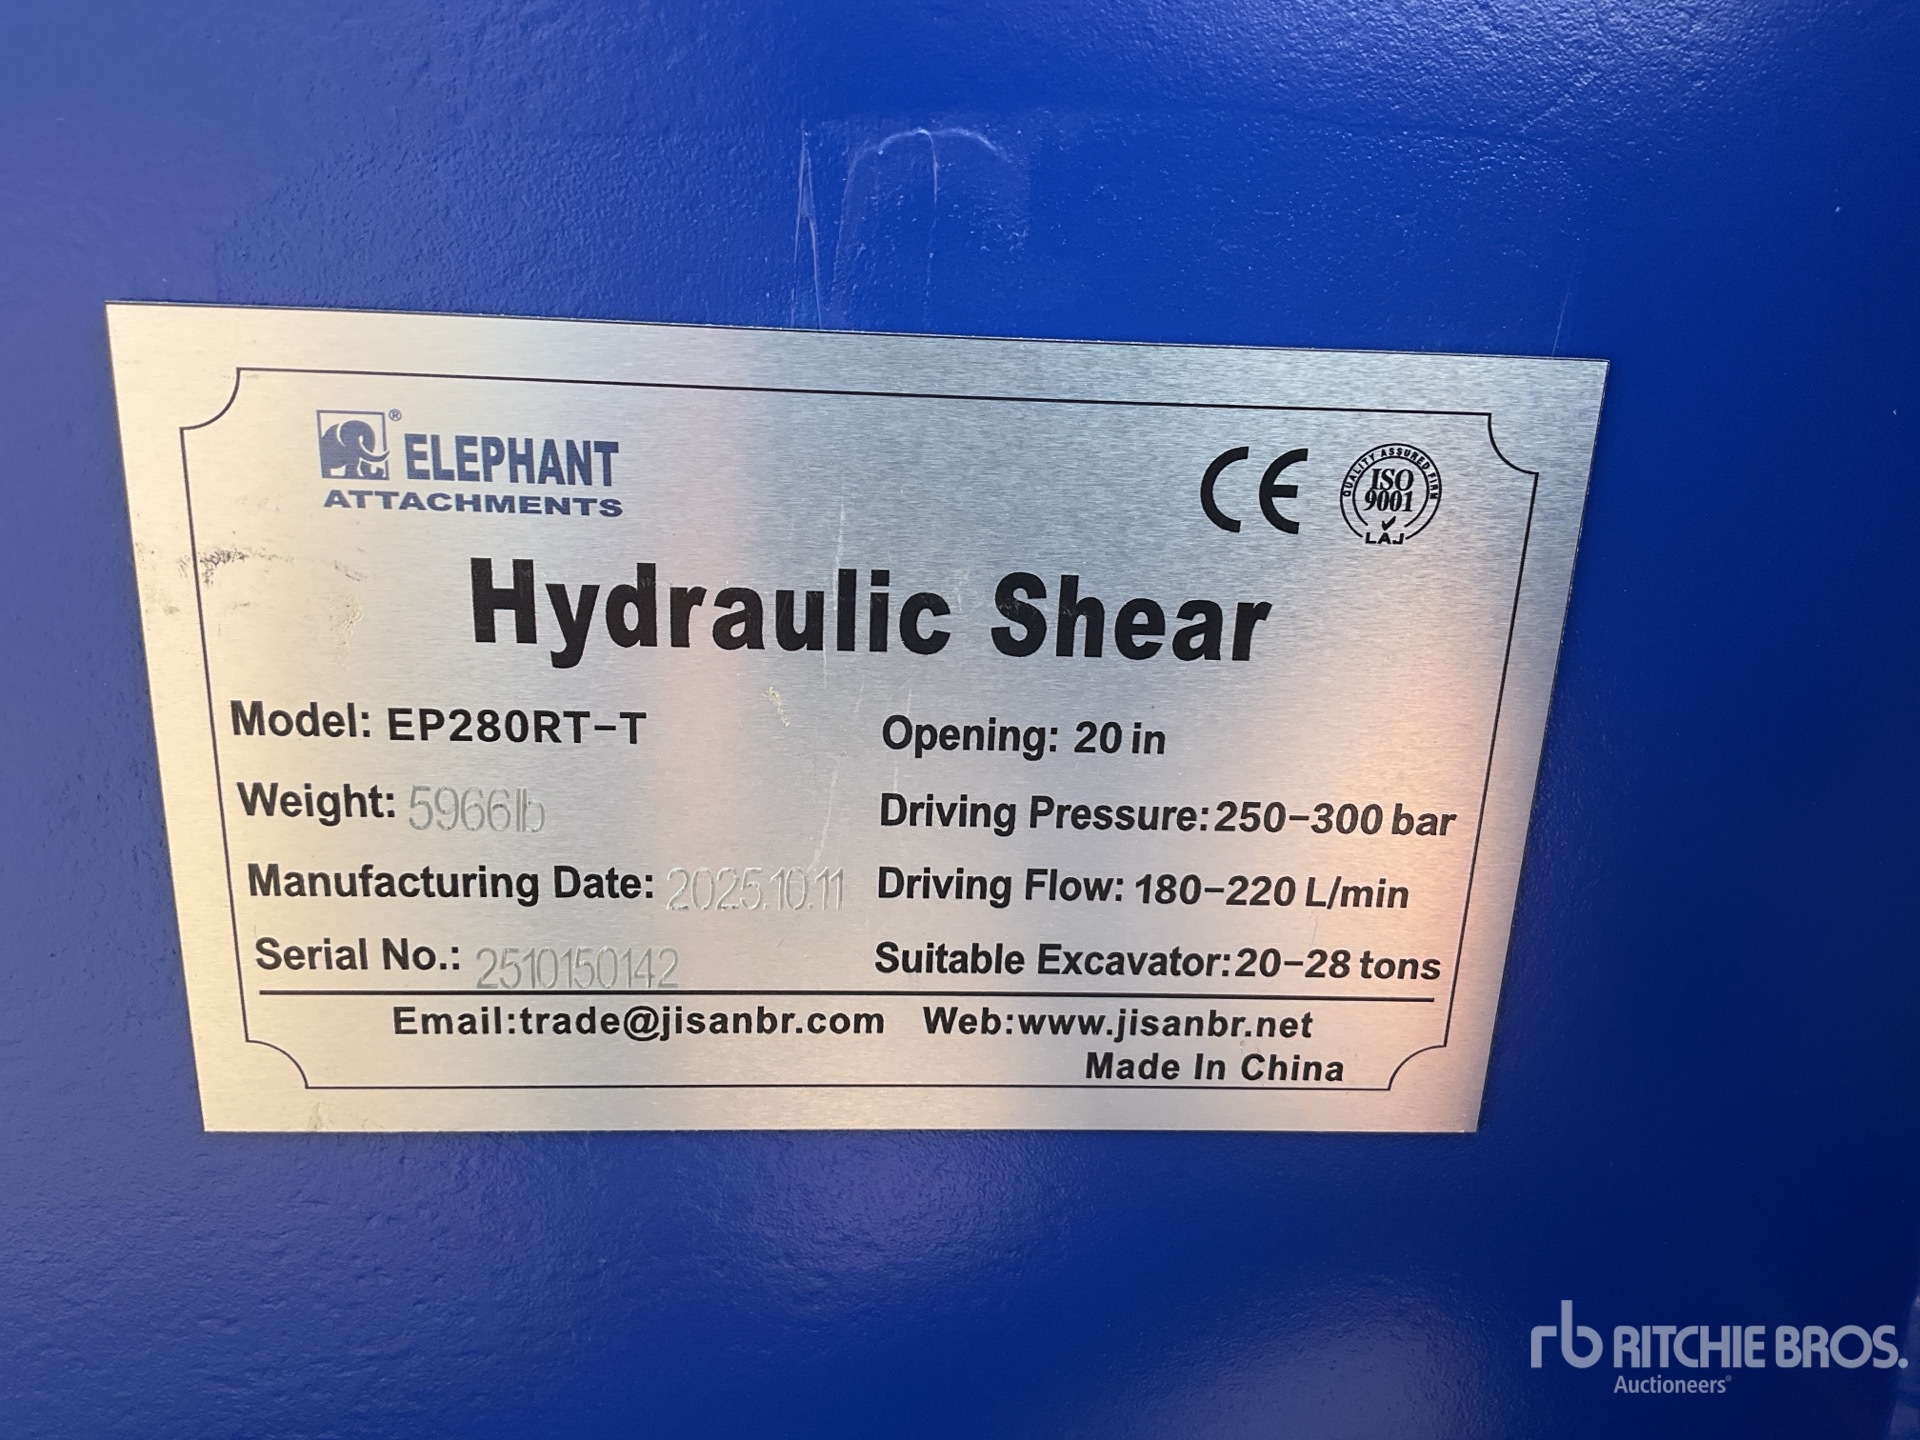 ® ELEPHANT
ATTACHMENTS
CE
QUALITY ASSURED FIRM
ISO
9001
LAJ
Hydraulic Shear
Model: EP280RT-T
Opening: 20 in
Weight: 5966lb
Driving Pressure:250-300 bar
Manufacturing Date: 2025.10.11
Driving Flow: 180-220 L/min
Serial No.: 2510150142
Suitable Excavator:20-28 tons
Email:trade@jisanbr.com Web:www.jisanbr.net
Made In China
rb RITCHIE BROS.
Auctioneers®